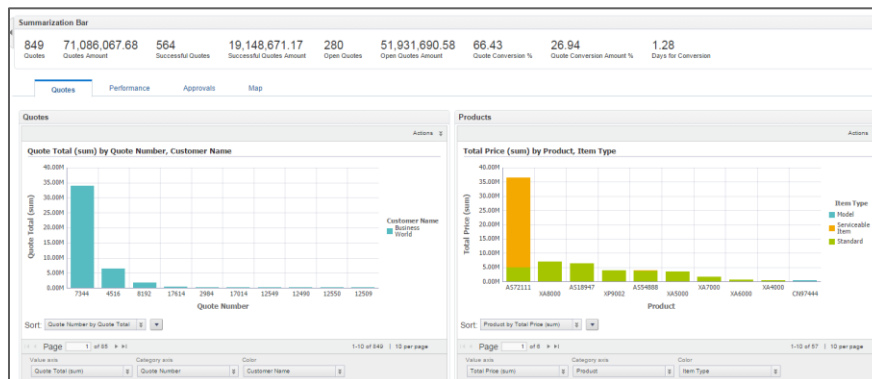 Summarization Bar
849 71,086,067.68 564 19,148,671.17 280 51,931,690.58 66.43 26.94 1.28
Quotes Quotes Amount Successful Quotes Successful Quotes Amount Open Quotes Open Quotes Amount Quote Conversion % Quote Conversion Amount % Days for Conversion
Quotes Performance Approvals Map
Quotes
Actions
Quote Total (sum) by Quote Number, Customer Name
40.00M
35.00M
30.00M
25.00M
20.00M
15.00M
10.00M
5.00M
0.00M
Quote Total (sum)
7344 4516 8192 17614 2984 17014 12549 12490 12550 12509
Quote Number
Customer Name
Business
World
Sort: Quote Number by Quote Total
Page 1 of 85 1-10 of 849 | 10 per page
Value axis Category axis Color
Quote Total (sum) Quote Number Customer Name
Products
Actions
Total Price (sum) by Product, Item Type
40.00M
35.00M
30.00M
25.00M
20.00M
15.00M
10.00M
5.00M
0.00M
Total Price (sum)
AS72111 XA8000 AS18947 XP9002 AS54888 XA5000 XA7000 XA6000 XA4000 CN97444
Product
Item Type
Model
Serviceable
Item
Standard
Sort: Product by Total Price (sum)
Page 1 of 6 1-10 of 57 | 10 per page
Value axis Category axis Color
Total Price (sum) Product Item Type